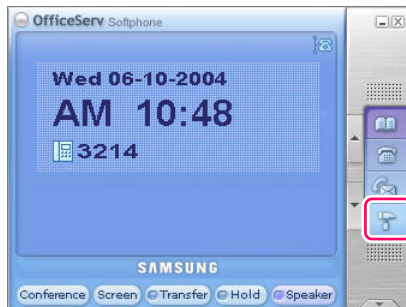 OfficeServ Softphone
Wed 06-10-2004
AM 10:48
3214
SAMSUNG
Conference Screen Transfer Hold Speaker